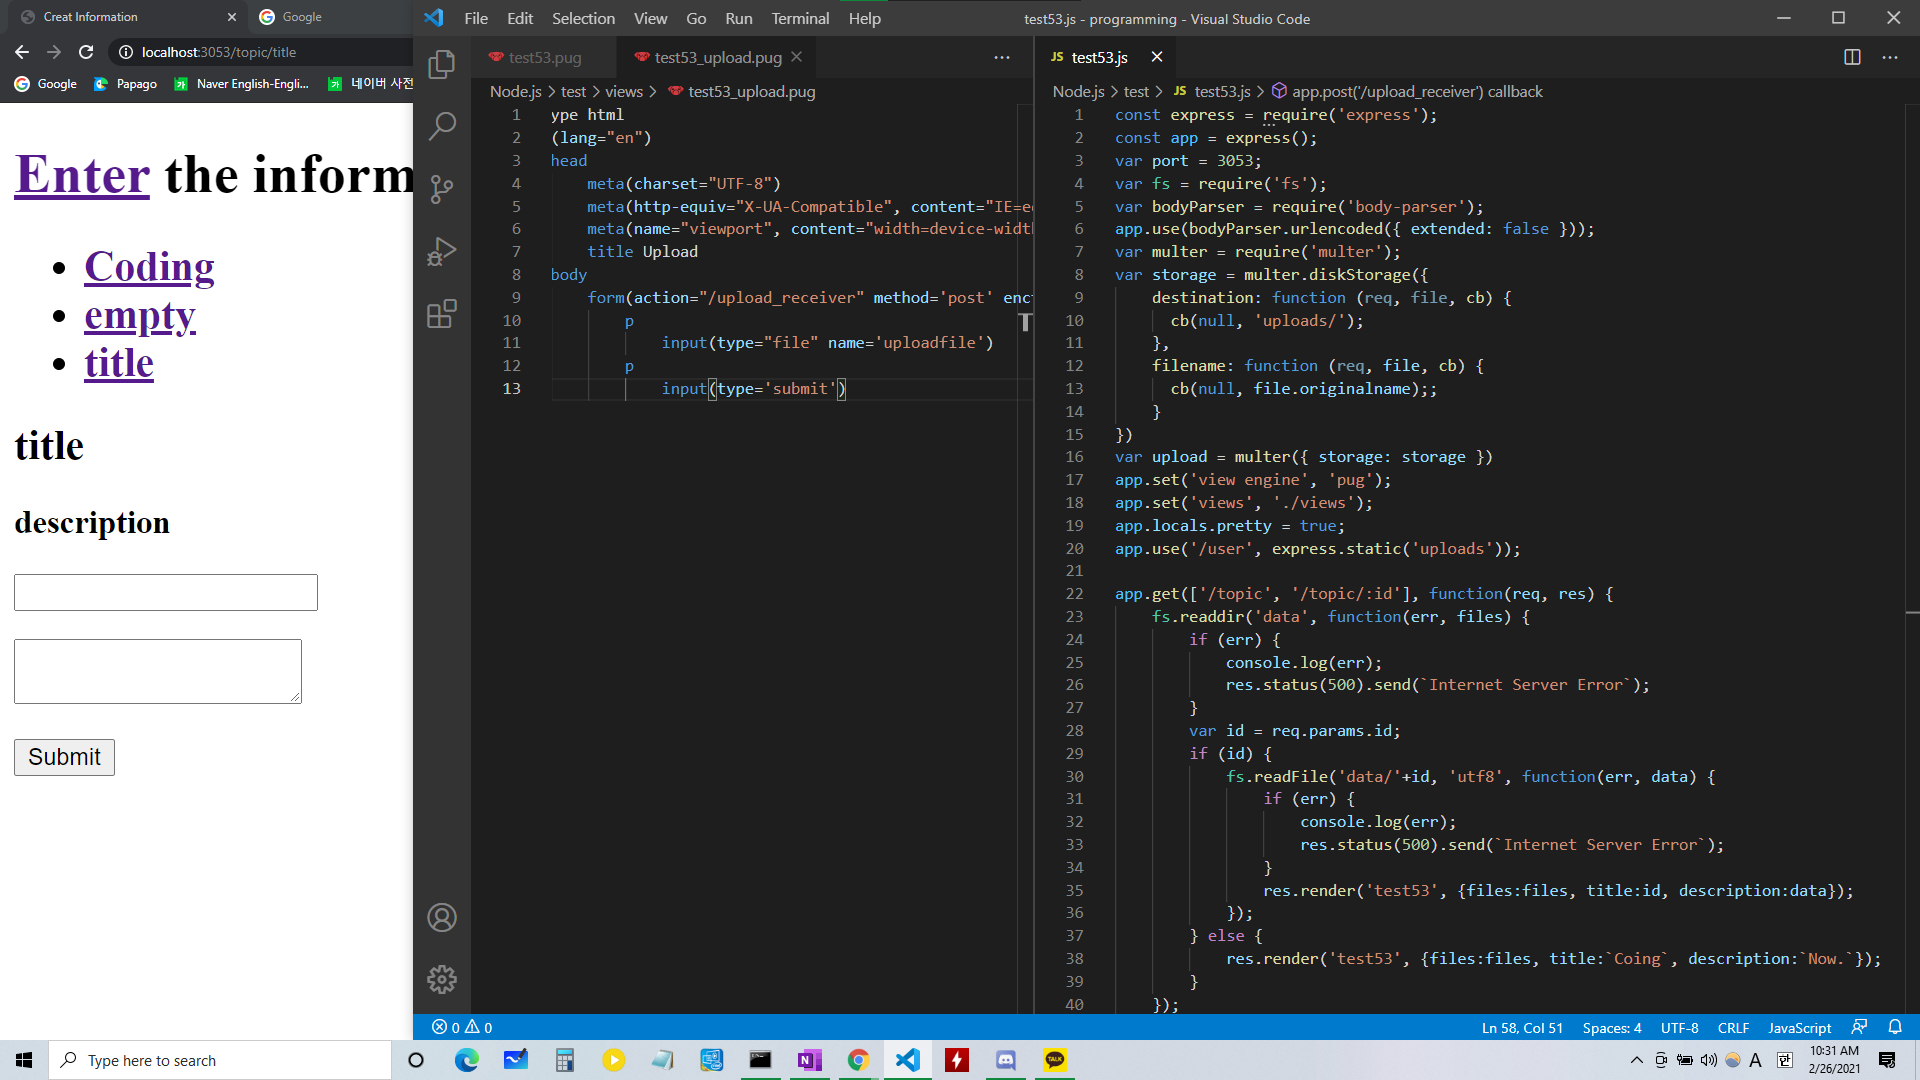 Creat Information
Google
localhost:3053/topic/title
Google
Papago
Naver English-Engli...
네이버 사전
Enter the inform
Coding
empty
title
title
description
Submit
File Edit Selection View Go Run Terminal Help
test53.js - programming - Visual Studio Code
test53.pug
test53_upload.pug
Node.js > test > views > test53_upload.pug
1 ype html
2 (lang="en")
3 head
4 meta(charset="UTF-8")
5 meta(http-equiv="X-UA-Compatible", content="IE=e
6 meta(name="viewport", content="width=device-widt
7 title Upload
8 body
9 form(action="/upload_receiver" method='post' enc
10 p
11 input(type="file" name='uploadfile')
12 p
13 input(type='submit')
JS test53.js
Node.js > test > JS test53.js > app.post('/upload_receiver') callback
1 const express = require('express');
2 const app = express();
3 var port = 3053;
4 var fs = require('fs');
5 var bodyParser = require('body-parser');
6 app.use(bodyParser.urlencoded({ extended: false }));
7 var multer = require('multer');
8 var storage = multer.diskStorage({
9 destination: function (req, file, cb) {
10 cb(null, 'uploads/');
11 },
12 filename: function (req, file, cb) {
13 cb(null, file.originalname);;
14 }
15 })
16 var upload = multer({ storage: storage })
17 app.set('view engine', 'pug');
18 app.set('views', './views');
19 app.locals.pretty = true;
20 app.use('/user', express.static('uploads'));
21
22 app.get(['/topic', '/topic/:id'], function(req, res) {
23 fs.readdir('data', function(err, files) {
24 if (err) {
25 console.log(err);
26 res.status(500).send(`Internet Server Error`);
27 }
28 var id = req.params.id;
29 if (id) {
30 fs.readFile('data/'+id, 'utf8', function(err, data) {
31 if (err) {
32 console.log(err);
33 res.status(500).send(`Internet Server Error`);
34 }
35 res.render('test53', {files:files, title:id, description:data});
36 });
37 } else {
38 res.render('test53', {files:files, title:`Coing`, description:`Now.`});
39 }
40 });
0 0
Ln 58, Col 51 Spaces: 4 UTF-8 CRLF JavaScript
Type here to search
TALK
A 한
10:31 AM
2/26/2021